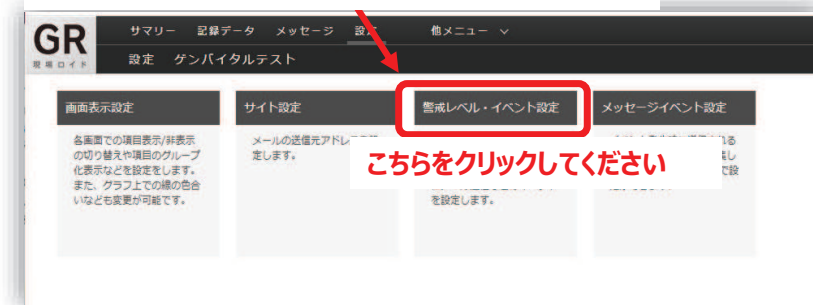 GR
現場ロイド
サマリー 記録データ メッセージ 設定 他メニュー
設定 ゲンバイタルテスト
画面表示設定
各画面での項目表示/非表示
の切り替えや項目のグループ
化表示などを設定をします。
また、グラフ上での線の色合
いなども変更が可能です。
サイト設定
メールの送信元アドレス
定します。
警戒レベル・イベント設定
こちらをクリックしてください
を設定します。
メッセージイベント設定